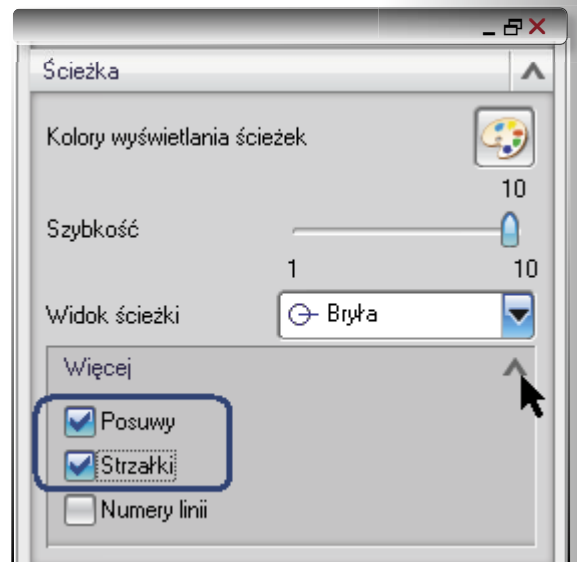 Ścieżka
Kolory wyświetlania ścieżek
10
Szybkość
1 10
Widok ścieżki Bryła
Więcej
Posuwy
Strzałki
Numery linii